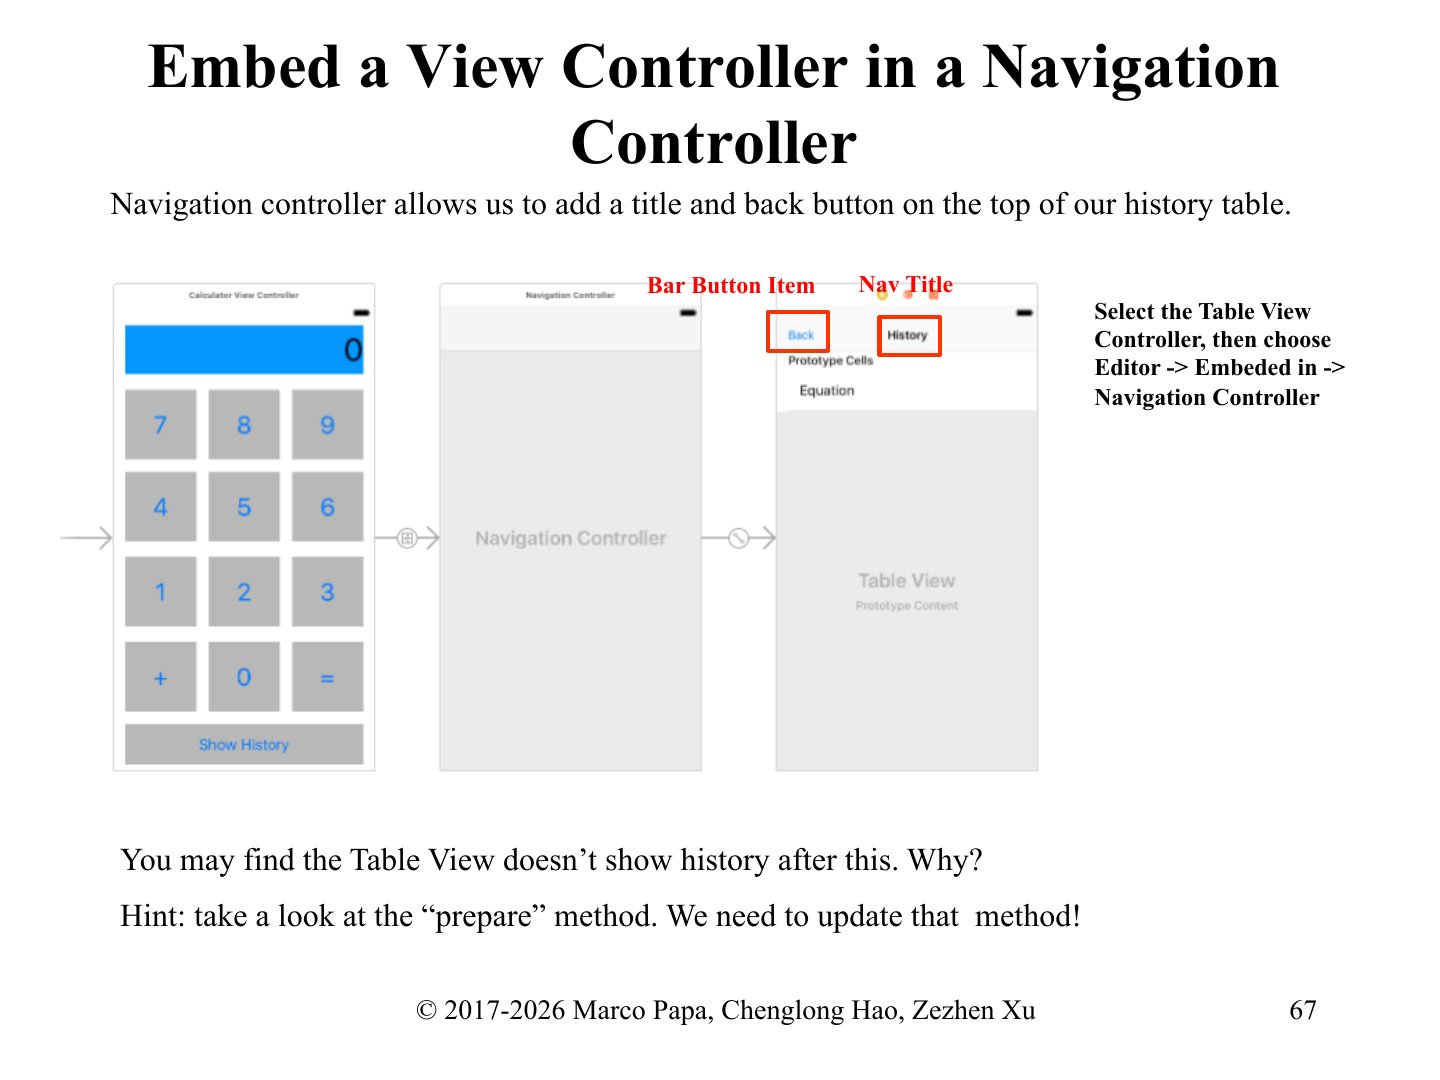 Embed a View Controller in a Navigation
Controller
Navigation controller allows us to add a title and back button on the top of our history table.
Calculator View Controller
0
7 8 9
4 5 6
1 2 3
+ 0 =
Show History
Navigation Controller
Navigation Controller
Bar Button Item
Nav Title
Back
History
Prototype Cells
Equation
Table View
Prototype Content
Select the Table View
Controller, then choose
Editor -> Embeded in ->
Navigation Controller
You may find the Table View doesn’t show history after this. Why?
Hint: take a look at the “prepare” method. We need to update that  method!
© 2017-2026 Marco Papa, Chenglong Hao, Zezhen Xu
67